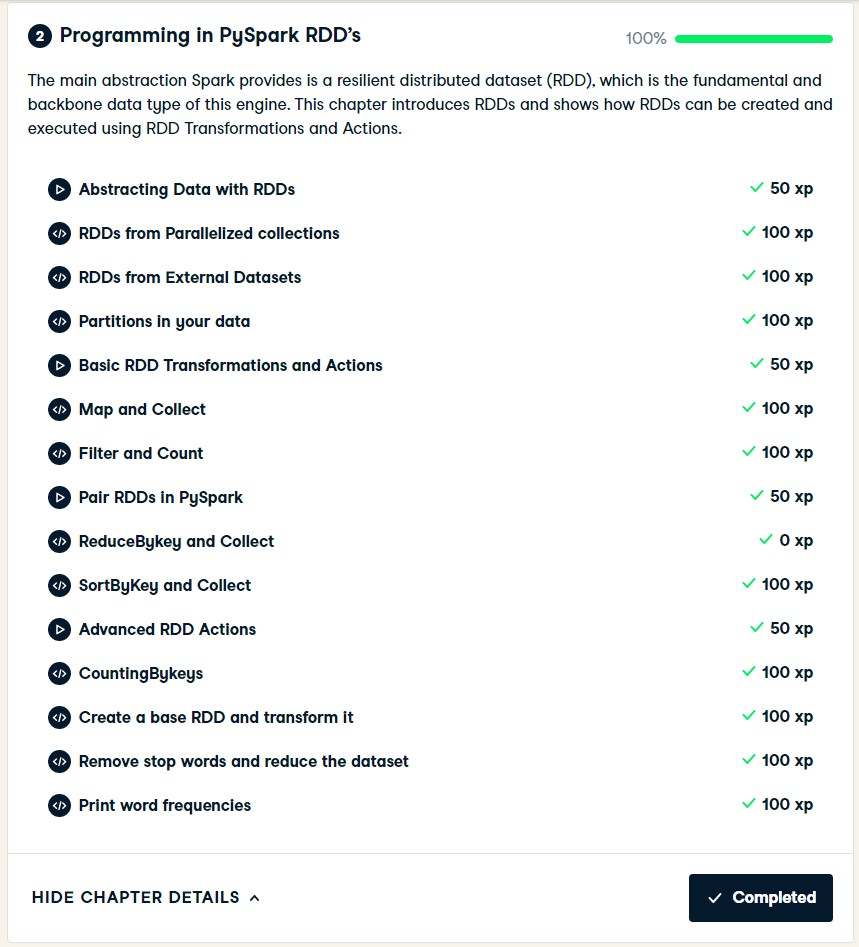 2 Programming in PySpark RDD's 100%
The main abstraction Spark provides is a resilient distributed dataset (RDD), which is the fundamental and
backbone data type of this engine. This chapter introduces RDDs and shows how RDDs can be created and
executed using RDD Transformations and Actions.
Abstracting Data with RDDs 50 xp
RDDs from Parallelized collections 100 xp
RDDs from External Datasets 100 xp
Partitions in your data 100 xp
Basic RDD Transformations and Actions 50 xp
Map and Collect 100 xp
Filter and Count 100 xp
Pair RDDs in PySpark 50 xp
ReduceBykey and Collect 0 xp
SortByKey and Collect 100 xp
Advanced RDD Actions 50 xp
CountingBykeys 100 xp
Create a base RDD and transform it 100 xp
Remove stop words and reduce the dataset 100 xp
Print word frequencies 100 xp
HIDE CHAPTER DETAILS Completed